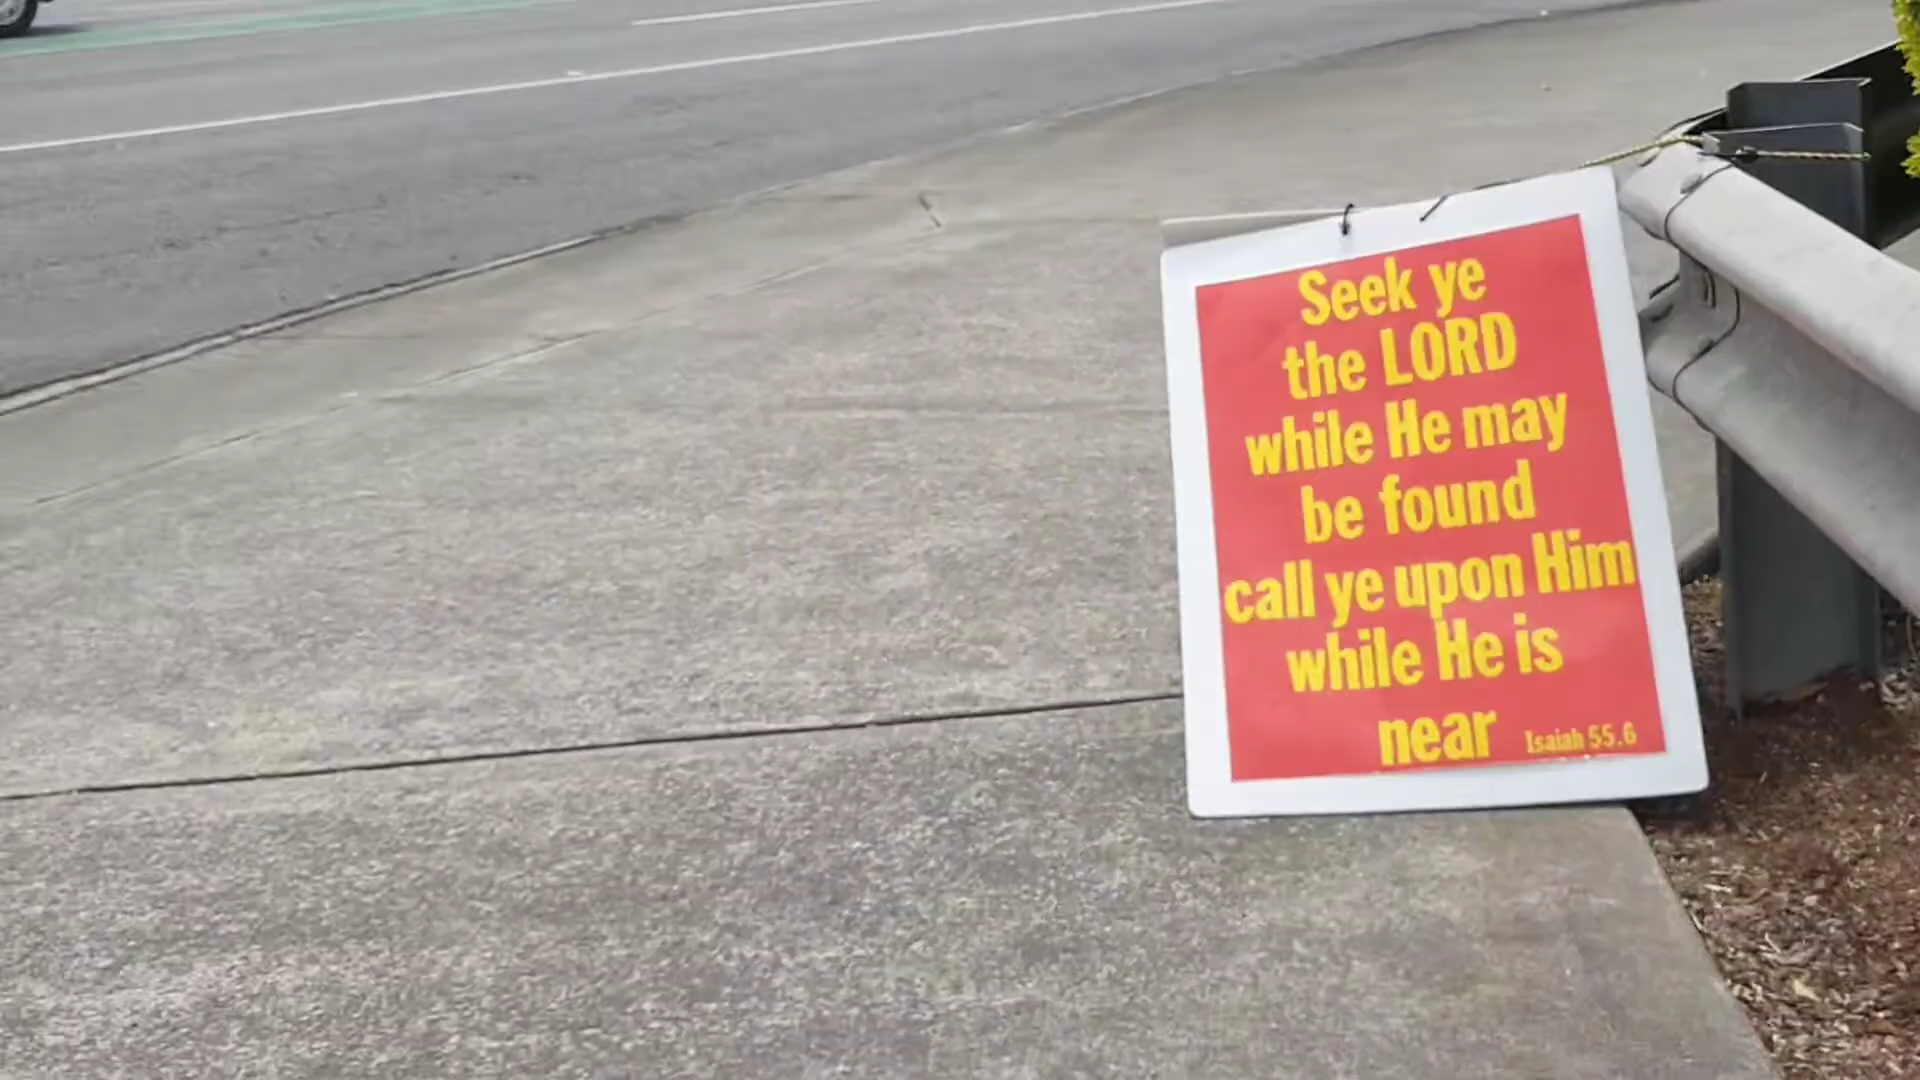 Seek ye
the LORD
while He may
be found
call ye upon Him
while He is
near Isaiah 55.6